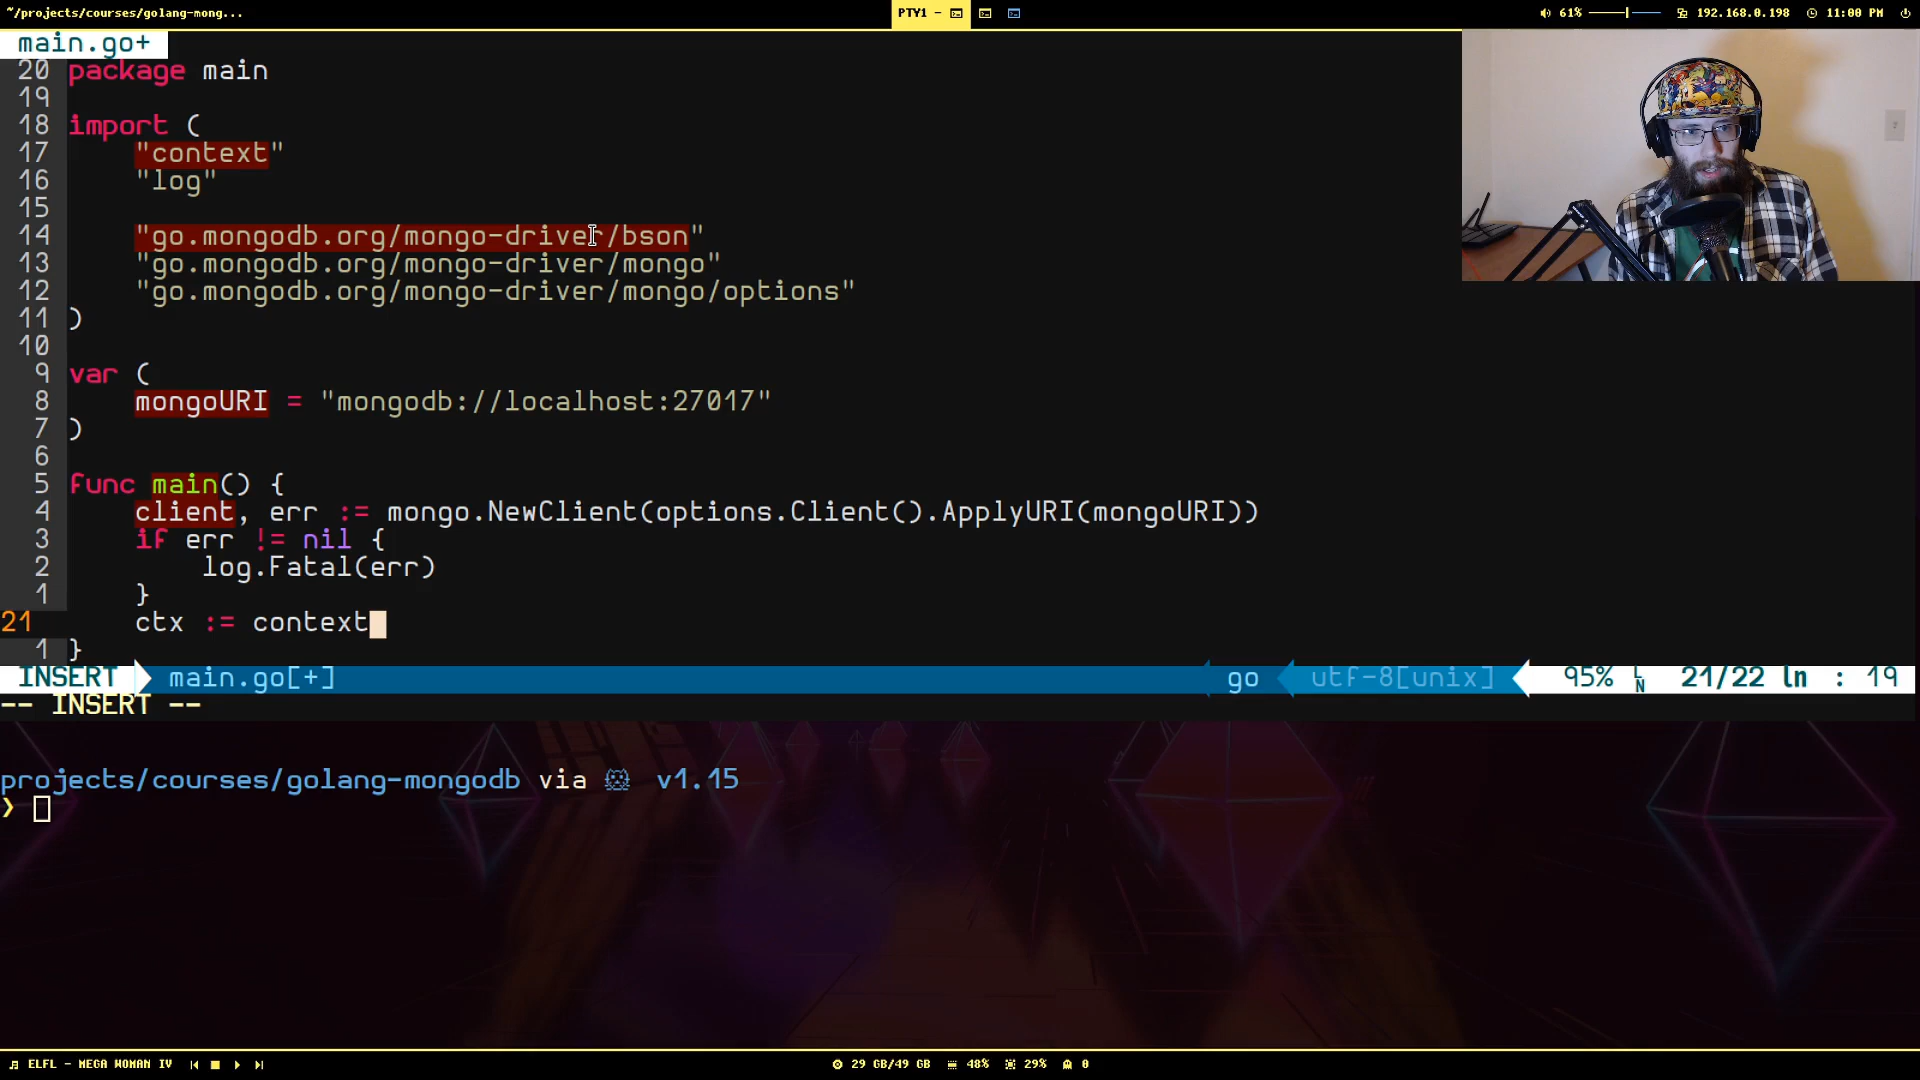 ~/projects/courses/golang-mong...
PTY1 -
61%
192.168.0.198
11:00 PM
main.go+
20 package main
19
18 import (
17 "context"
16 "log"
15
14 "go.mongodb.org/mongo-driver/bson"
13 "go.mongodb.org/mongo-driver/mongo"
12 "go.mongodb.org/mongo-driver/mongo/options"
11 )
10
9 var (
8 mongoURI = "mongodb://localhost:27017"
7 )
6
5 func main() {
4 client, err := mongo.NewClient(options.Client().ApplyURI(mongoURI))
3 if err != nil {
2 log.Fatal(err)
1 }
21 ctx := context
1 }
INSERT main.go[+] go utf-8[unix] 95% LN 21/22 ln : 19
-- INSERT --
projects/courses/golang-mongodb via v1.15
❯
ELFL - MEGA WOMAN IV
29 GB/49 GB
48%
29%
0